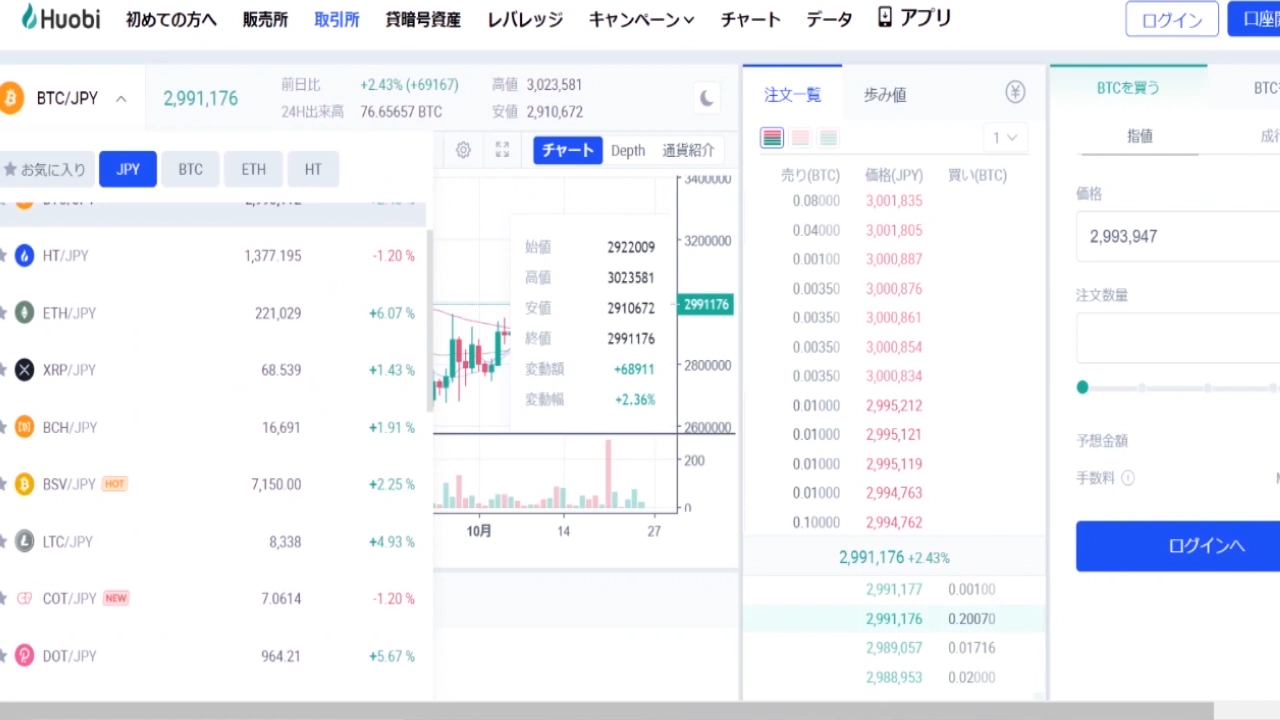 Huobi 初めての方へ 販売所 取引所 貸暗号資産 レバレッジ キャンペーン チャート データ アプリ ログイン
BTC/JPY 2,991,176 前日比 +2.43% (+69167) 高値 3,023,581
24H出来高 76.65657 BTC 安値 2,910,672
お気に入り JPY BTC ETH HT
HT/JPY 1,377.195 -1.20 %
ETH/JPY 221,029 +6.07 %
XRP/JPY 68.539 +1.43 %
BCH/JPY 16,691 +1.91 %
BSV/JPY HOT 7,150.00 +2.25 %
LTC/JPY 8,338 +4.93 %
COT/JPY NEW 7.0614 -1.20 %
DOT/JPY 964.21 +5.67 %
チャート Depth 通貨紹介
3400000
3200000
2991176
2800000
2600000
200
0
始値 2922009
高値 3023581
安値 2910672
終値 2991176
変動額 +68911
変動幅 +2.36%
10月 14 27
注文一覧 歩み値
1
売り(BTC) 価格(JPY) 買い(BTC)
0.08000 3,001,835
0.04000 3,001,805
0.00100 3,000,887
0.00350 3,000,876
0.00350 3,000,861
0.00350 3,000,854
0.00350 3,000,834
0.01000 2,995,212
0.01000 2,995,121
0.01000 2,995,119
0.01000 2,994,763
0.10000 2,994,762
2,991,176 +2.43%
2,991,177 0.00100
2,991,176 0.20070
2,989,057 0.01716
2,988,953 0.02000
BTCを買う BTC
指値 成
価格
2,993,947
注文数量
予想金額
手数料
ログインへ